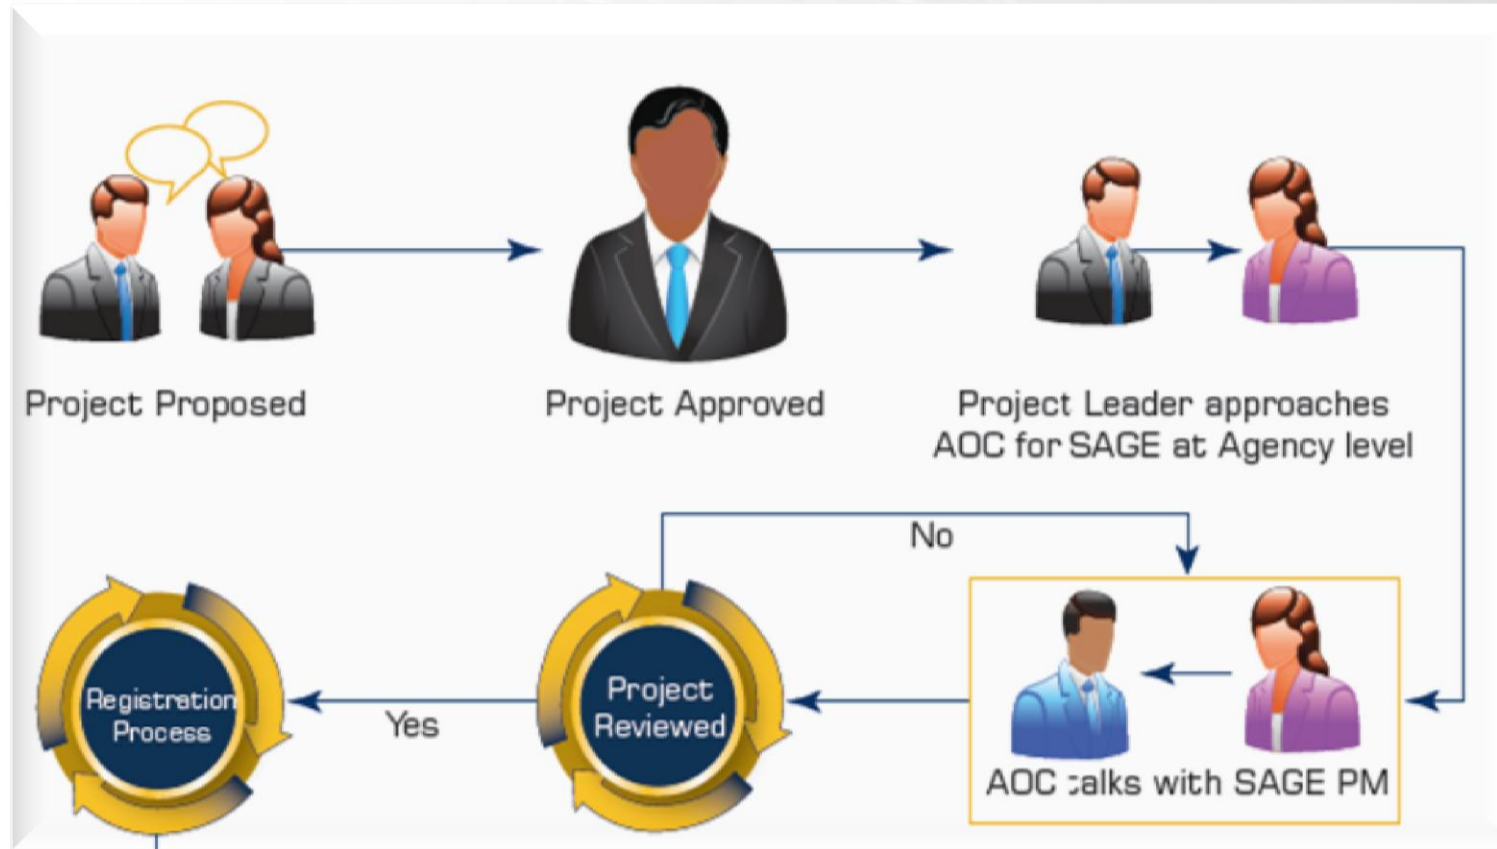 Project Proposed
Project Approved
Project Leader approaches
AOC for SAGE at Agency level
No
Registration
Process
Yes
Project
Reviewed
AOC talks with SAGE PM